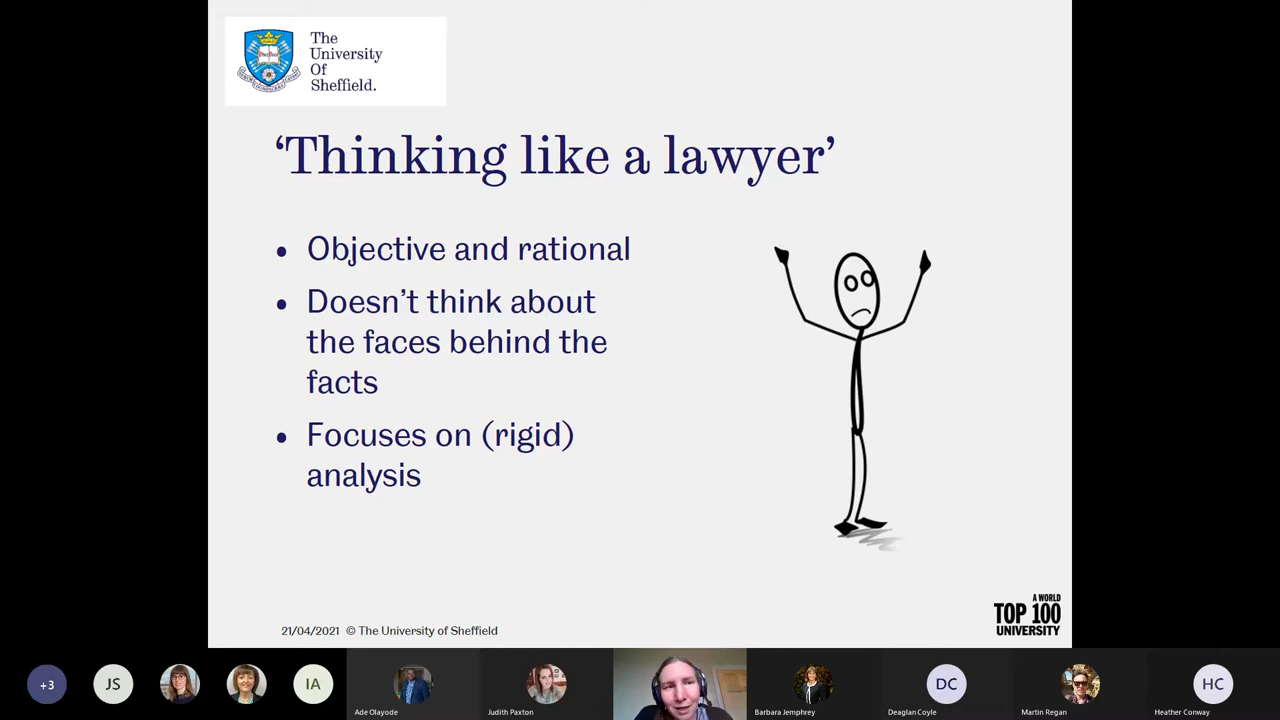 The
University
Of
Sheffield.
‘Thinking like a lawyer’
• Objective and rational
• Doesn’t think about
the faces behind the
facts
• Focuses on (rigid)
analysis
21/04/2021 © The University of Sheffield
A WORLD
TOP 100
UNIVERSITY
+3
JS
IA
Ade Olayode
Judith Paxton
Barbara Jemphrey
DC
Deaglan Coyle
Martin Regan
HC
Heather Conway